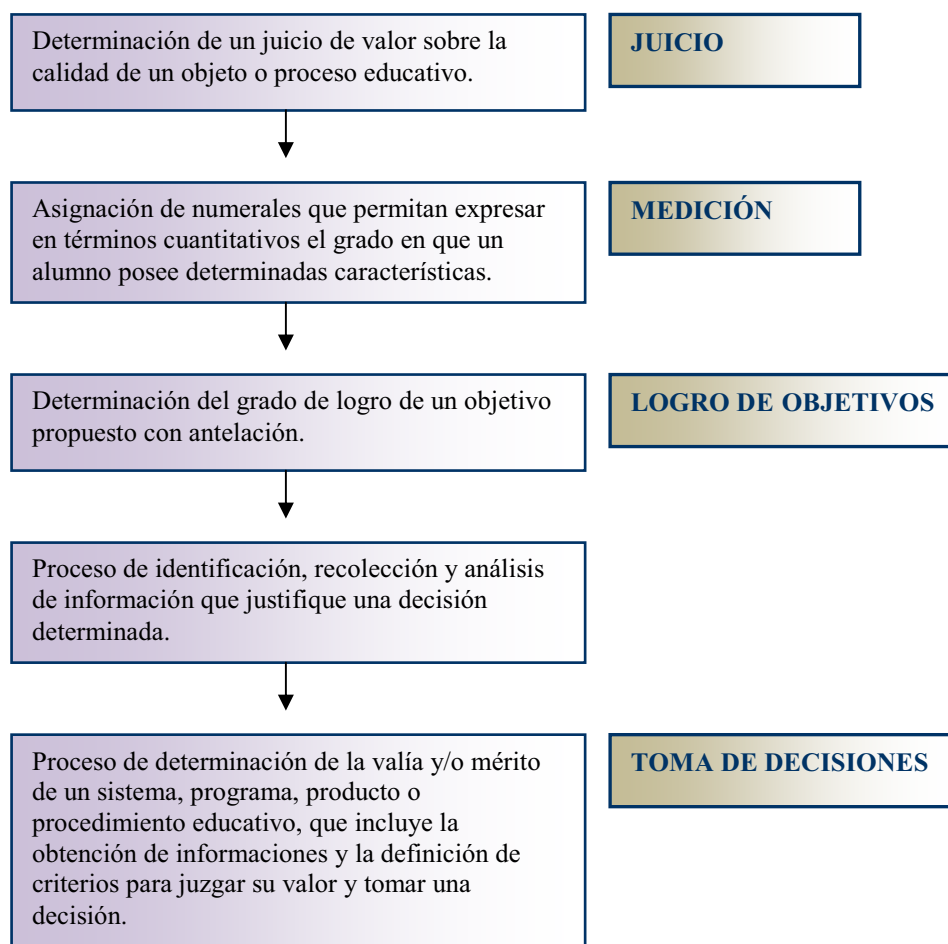 Determinación de un juicio de valor sobre la
calidad de un objeto o proceso educativo.
JUICIO
Asignación de numerales que permitan expresar
en términos cuantitativos el grado en que un
alumno posee determinadas características.
MEDICIÓN
Determinación del grado de logro de un objetivo
propuesto con antelación.
LOGRO DE OBJETIVOS
Proceso de identificación, recolección y análisis
de información que justifique una decisión
determinada.
Proceso de determinación de la valía y/o mérito
de un sistema, programa, producto o
procedimiento educativo, que incluye la
obtención de informaciones y la definición de
criterios para juzgar su valor y tomar una
decisión.
TOMA DE DECISIONES